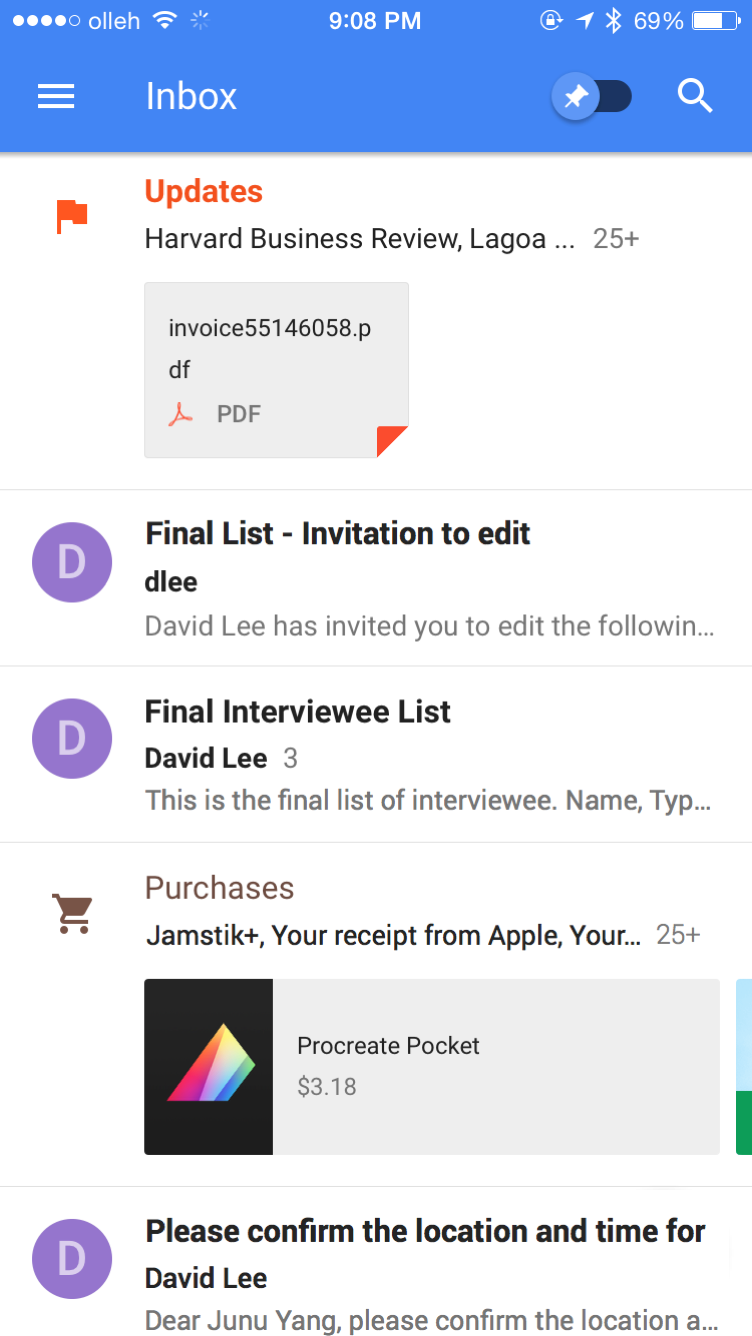 olleh 9:08 PM 69%
Inbox
Updates
Harvard Business Review, Lagoa ... 25+
invoice55146058.p
df
PDF
D
Final List - Invitation to edit
dlee
David Lee has invited you to edit the followin...
D
Final Interviewee List
David Lee 3
This is the final list of interviewee. Name, Typ...
Purchases
Jamstik+, Your receipt from Apple, Your... 25+
Procreate Pocket
$3.18
D
Please confirm the location and time for
David Lee
Dear Junu Yang, please confirm the location a...